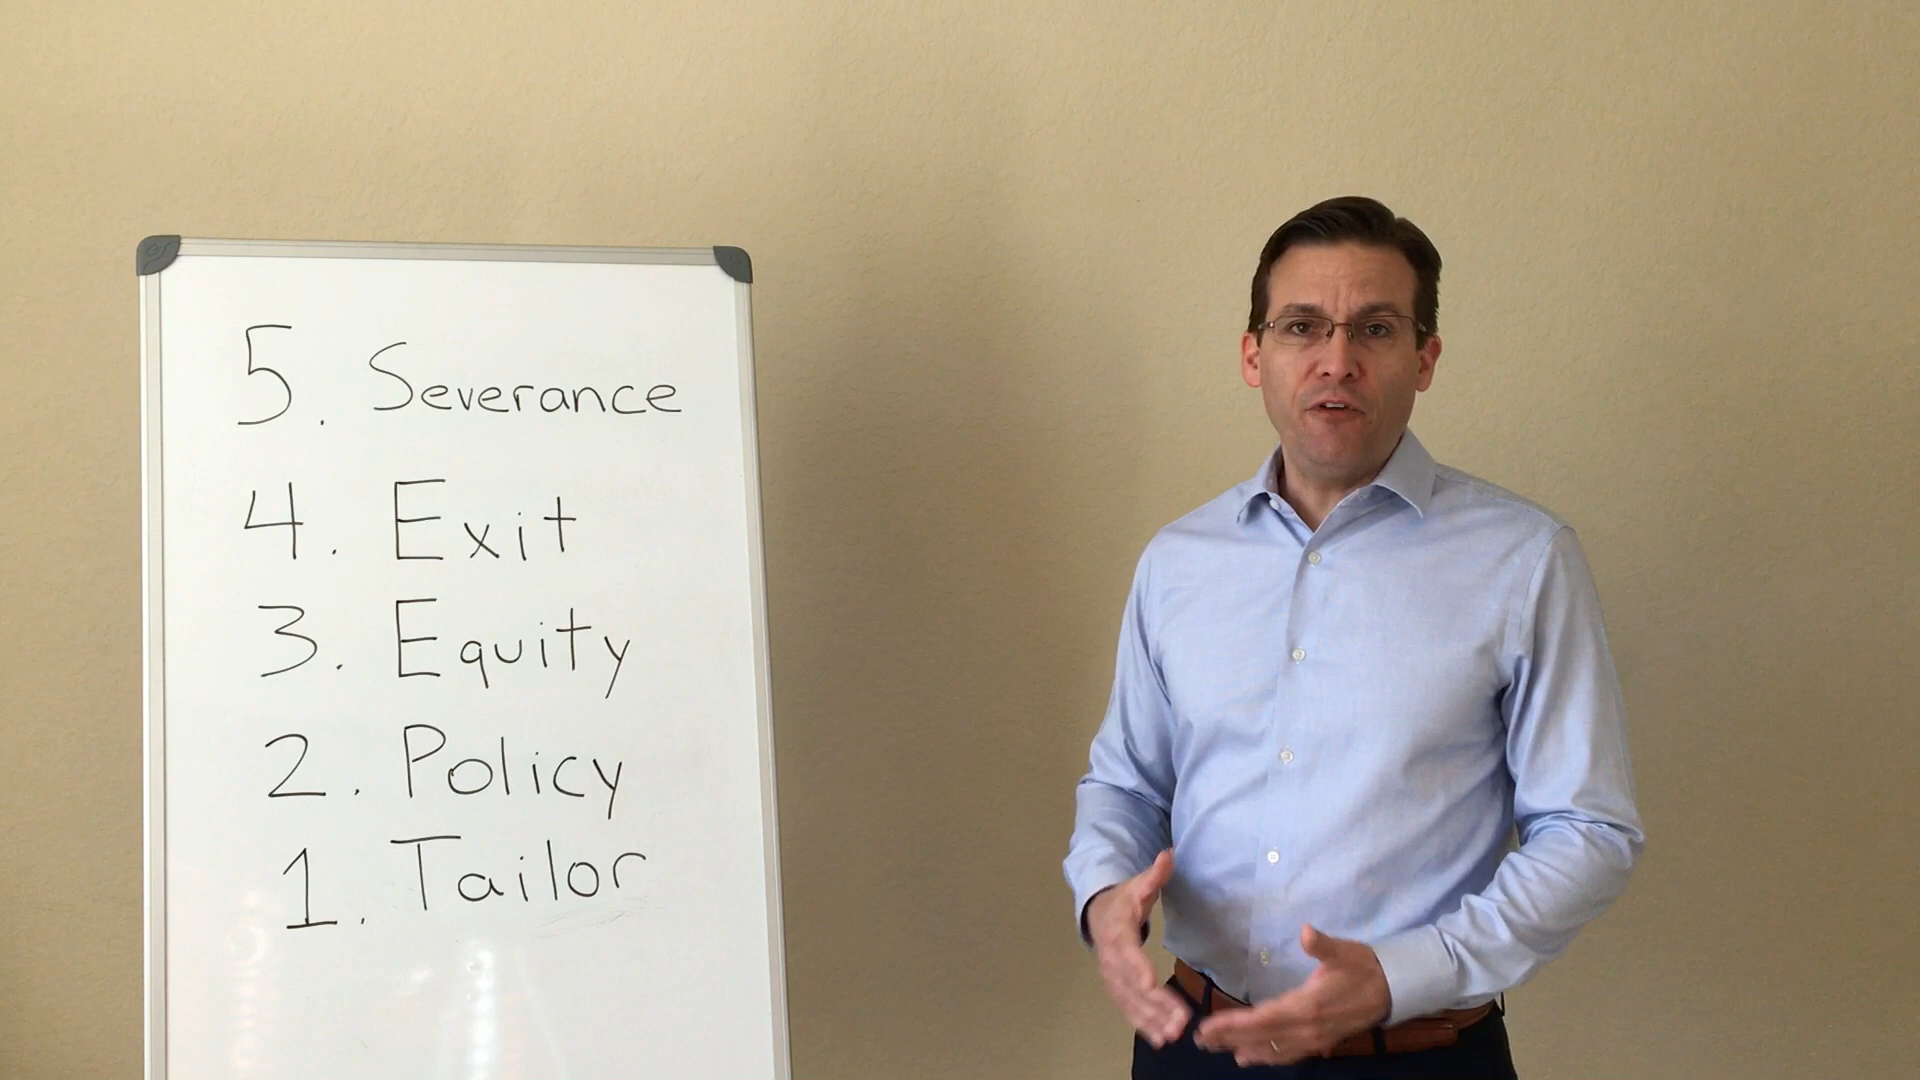 5. Severance
4. Exit
3. Equity
2. Policy
1. Tailor